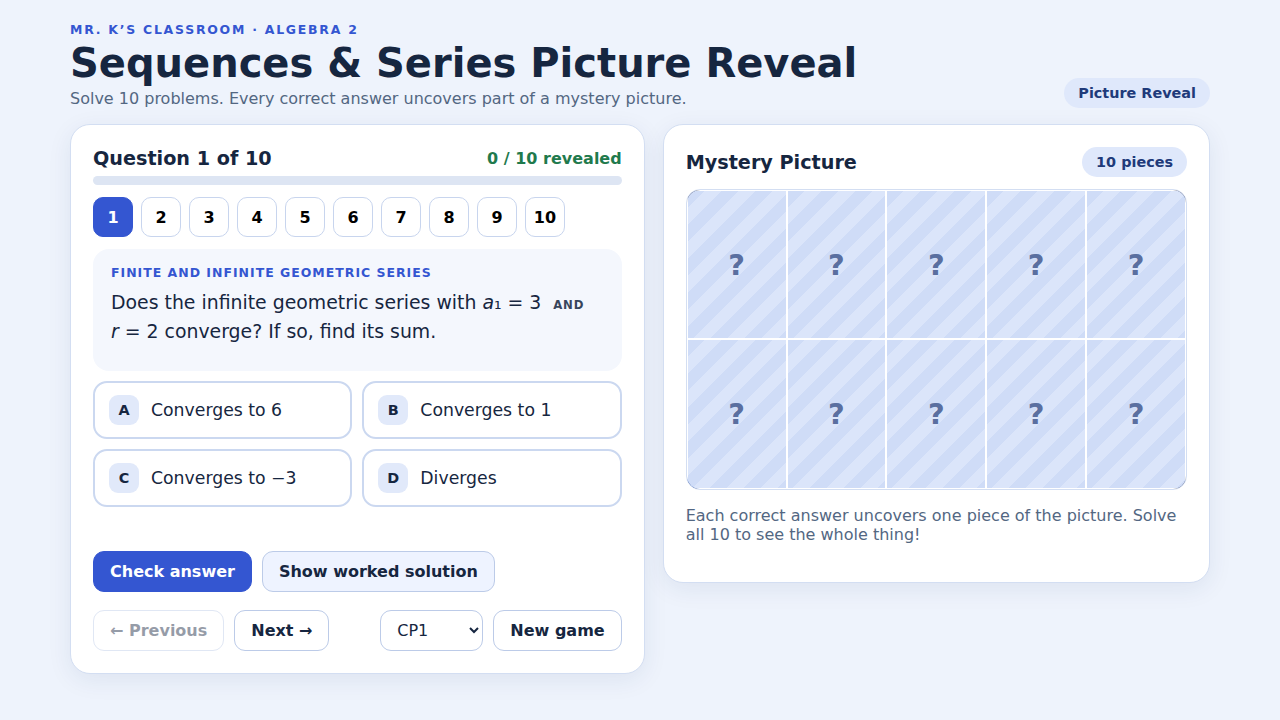 MR. K’S CLASSROOM · ALGEBRA 2
Sequences & Series Picture Reveal
Solve 10 problems. Every correct answer uncovers part of a mystery picture.
Picture Reveal
Question 1 of 10
0 / 10 revealed
1 2 3 4 5 6 7 8 9 10
FINITE AND INFINITE GEOMETRIC SERIES
Does the infinite geometric series with a₁ = 3 AND
r = 2 converge? If so, find its sum.
A Converges to 6
B Converges to 1
C Converges to −3
D Diverges
Check answer
Show worked solution
← Previous
Next →
CP1
New game
Mystery Picture
10 pieces
? ? ? ? ?
? ? ? ? ?
Each correct answer uncovers one piece of the picture. Solve
all 10 to see the whole thing!